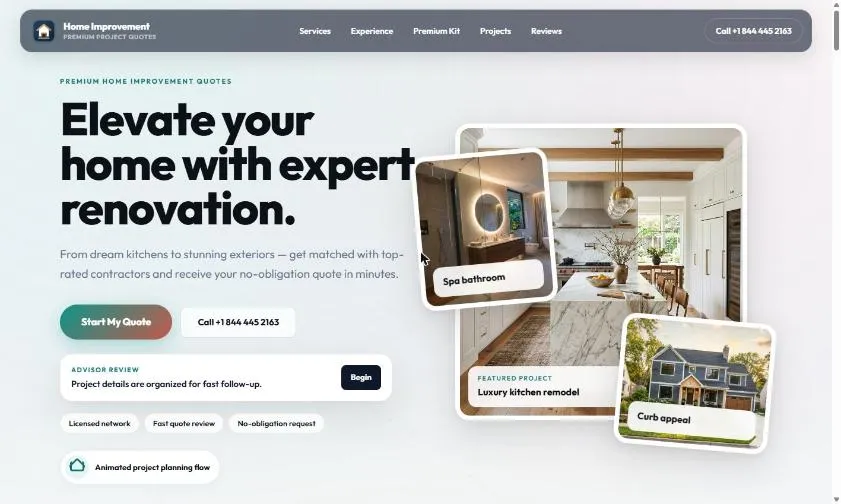 Home Improvement
PREMIUM PROJECT QUOTES
Services
Experience
Premium Kit
Projects
Reviews
Call +1 844 445 2163
PREMIUM HOME IMPROVEMENT QUOTES
Elevate your
home with expert
renovation.
From dream kitchens to stunning exteriors — get matched with top-
rated contractors and receive your no-obligation quote in minutes.
Start My Quote
Call +1 844 445 2163
ADVISOR REVIEW
Project details are organized for fast follow-up.
Begin
Licensed network
Fast quote review
No-obligation request
Animated project planning flow
Spa bathroom
FEATURED PROJECT
Luxury kitchen remodel
Curb appeal